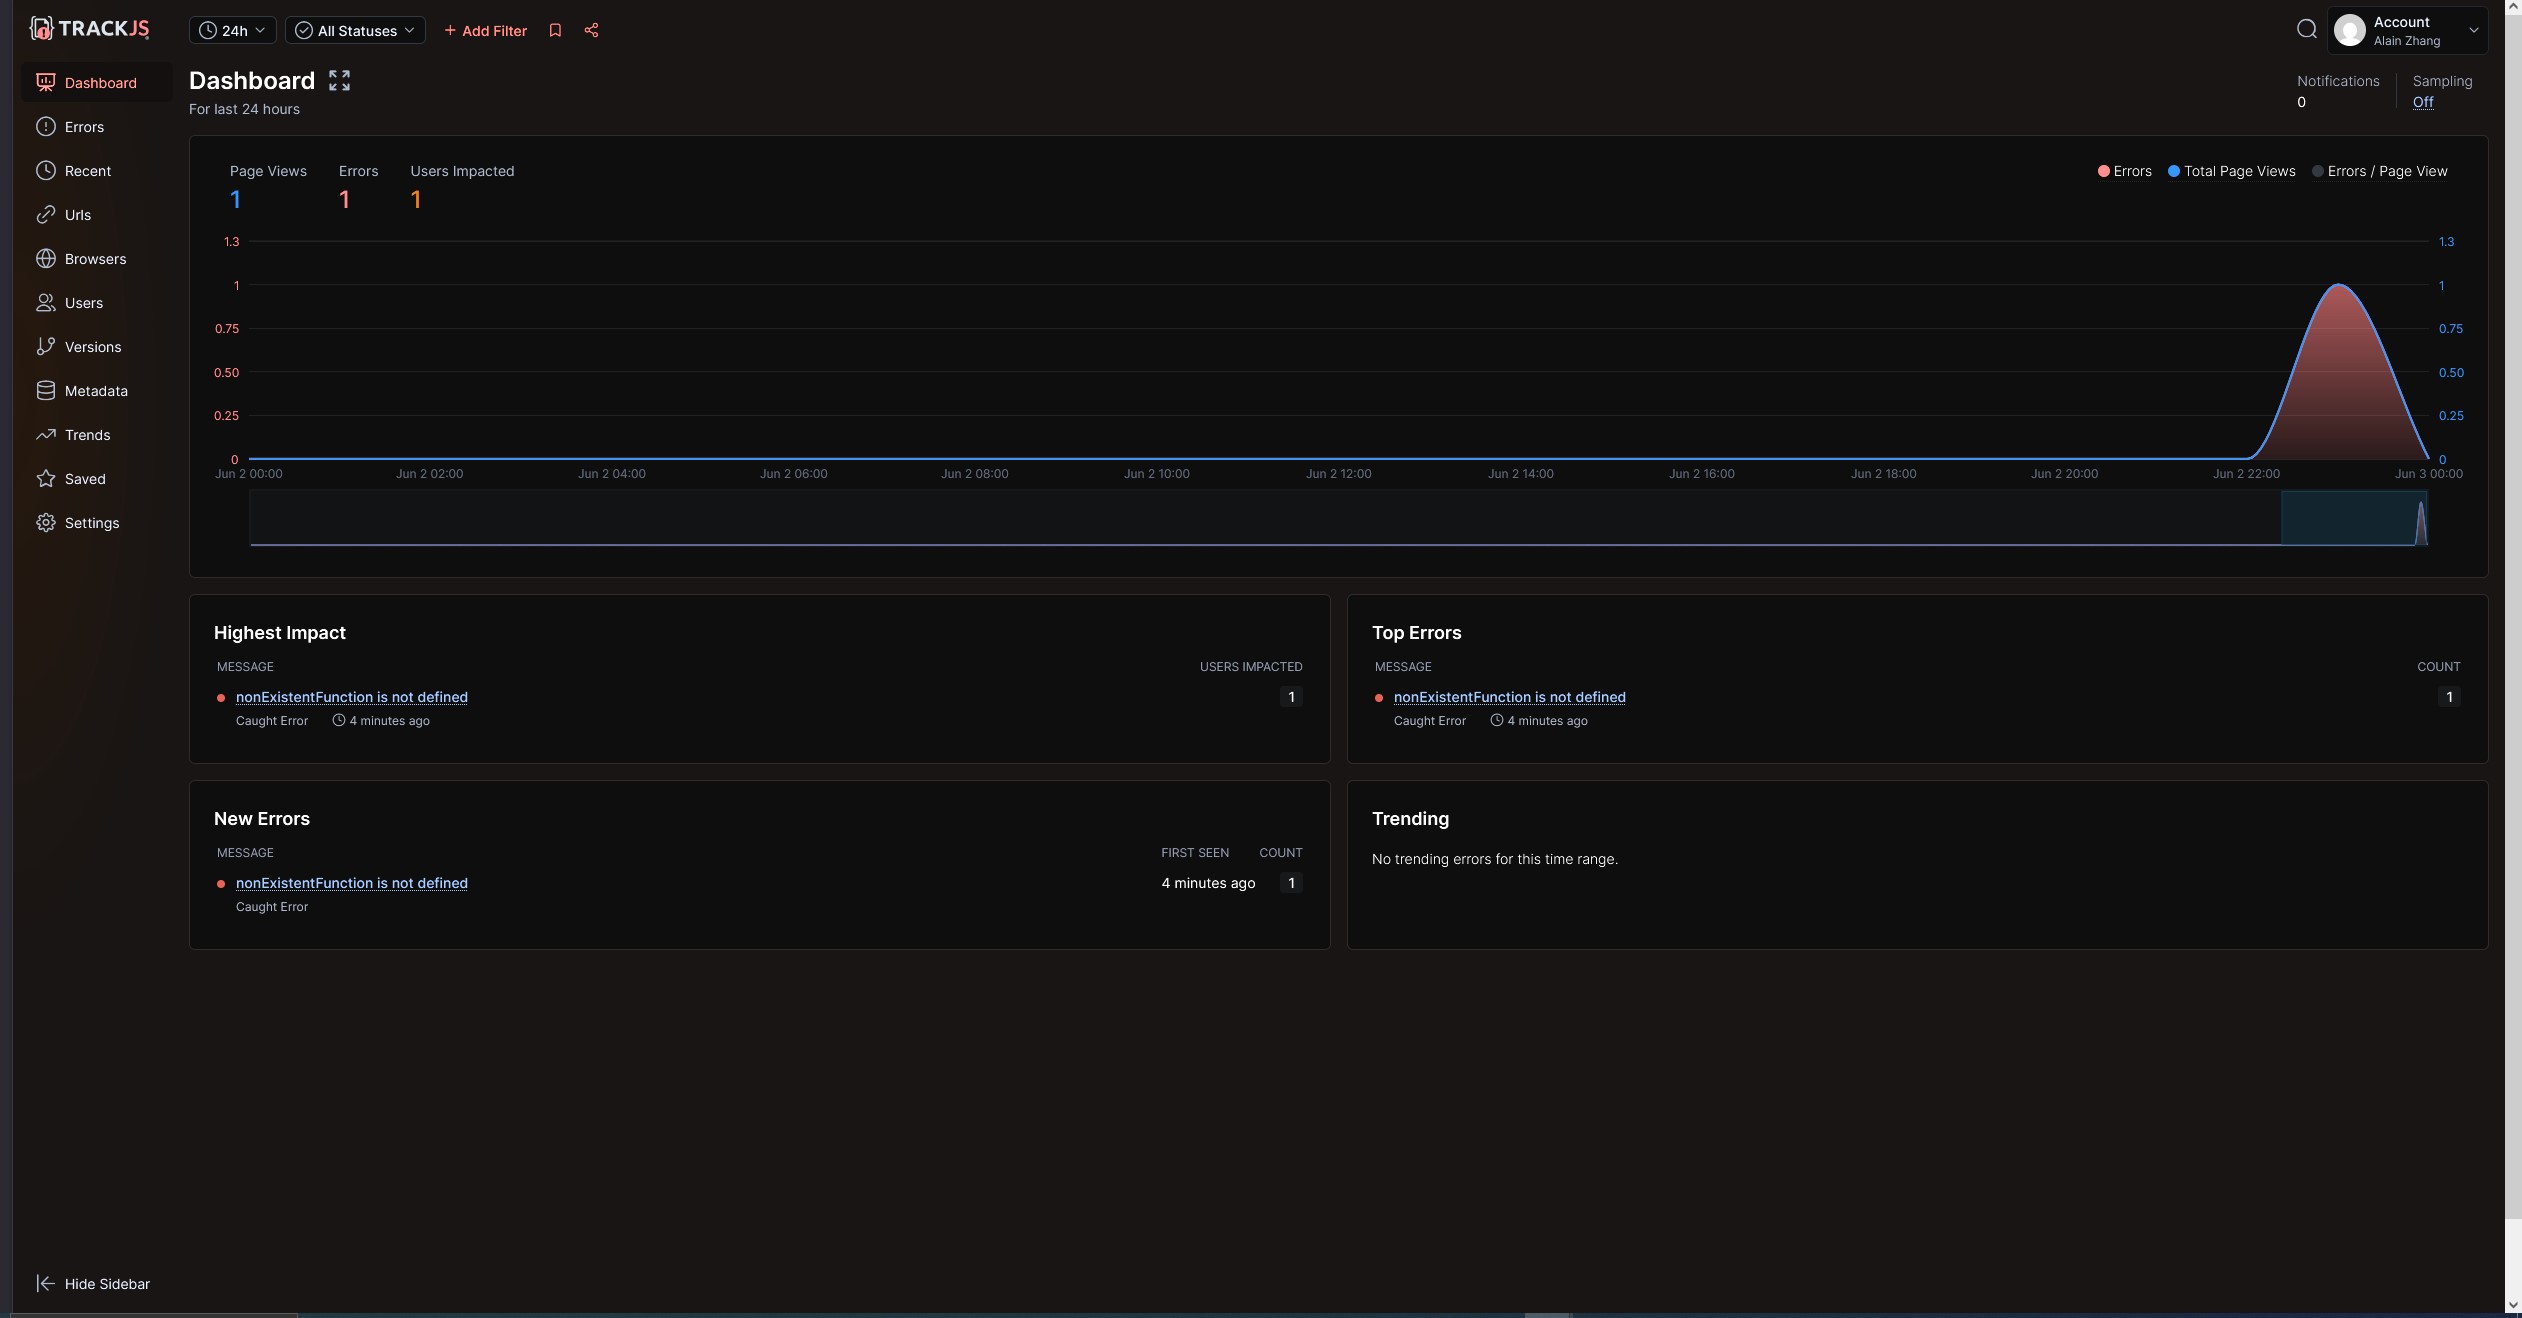 TRACKJS
24h
All Statuses
+ Add Filter
Account
Alain Zhang
Dashboard
Errors
Recent
Urls
Browsers
Users
Versions
Metadata
Trends
Saved
Settings
Hide Sidebar
Dashboard
For last 24 hours
Notifications
0
Sampling
Off
Page Views
1
Errors
1
Users Impacted
1
Errors
Total Page Views
Errors / Page View
1.3
1
0.75
0.50
0.25
0
1.3
1
0.75
0.50
0.25
0
Jun 2 00:00
Jun 2 02:00
Jun 2 04:00
Jun 2 06:00
Jun 2 08:00
Jun 2 10:00
Jun 2 12:00
Jun 2 14:00
Jun 2 16:00
Jun 2 18:00
Jun 2 20:00
Jun 2 22:00
Jun 3 00:00
Highest Impact
MESSAGE USERS IMPACTED
nonExistentFunction is not defined 1
Caught Error 4 minutes ago
Top Errors
MESSAGE COUNT
nonExistentFunction is not defined 1
Caught Error 4 minutes ago
New Errors
MESSAGE FIRST SEEN COUNT
nonExistentFunction is not defined 4 minutes ago 1
Caught Error
Trending
No trending errors for this time range.